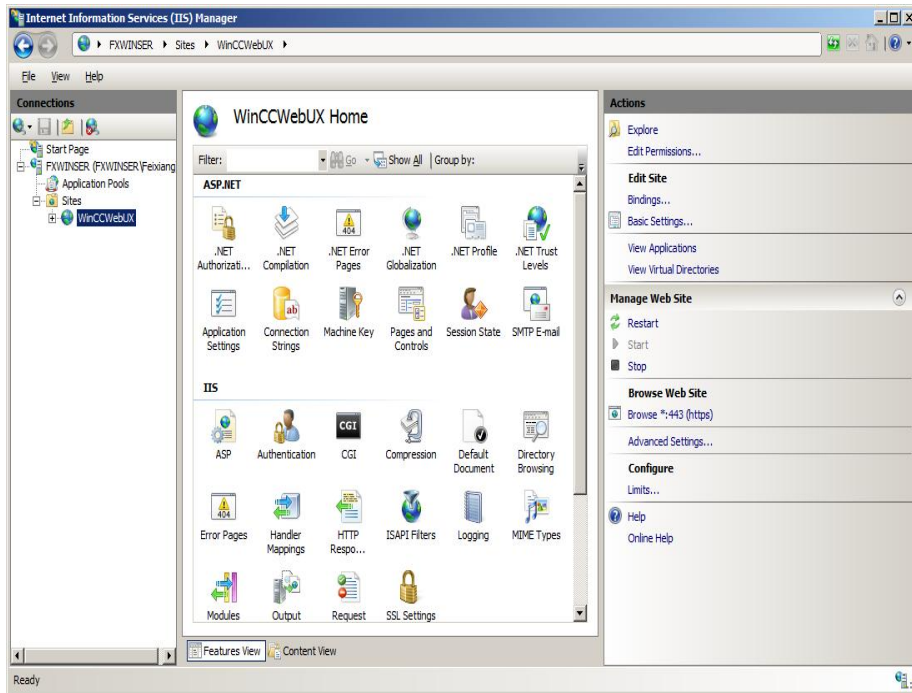 Internet Information Services (IIS) Manager
FXWINSER Sites WinCCWebUX
File View Help
Connections
Start Page
FXWINSER (FXWINSER\Feixiang
Application Pools
Sites
WinCCWebUX
WinCCWebUX Home
Filter: Go Show All Group by:
ASP.NET
.NET Authorizati...
.NET Compilation
.NET Error Pages
.NET Globalization
.NET Profile
.NET Trust Levels
Application Settings
Connection Strings
Machine Key
Pages and Controls
Session State
SMTP E-mail
IIS
ASP
Authentication
CGI
Compression
Default Document
Directory Browsing
Error Pages
Handler Mappings
HTTP Respo...
ISAPI Filters
Logging
MIME Types
Modules
Output
Request
SSL Settings
Features View
Content View
Actions
Explore
Edit Permissions...
Edit Site
Bindings...
Basic Settings...
View Applications
View Virtual Directories
Manage Web Site
Restart
Start
Stop
Browse Web Site
Browse *:443 (https)
Advanced Settings...
Configure
Limits...
Help
Online Help
Ready